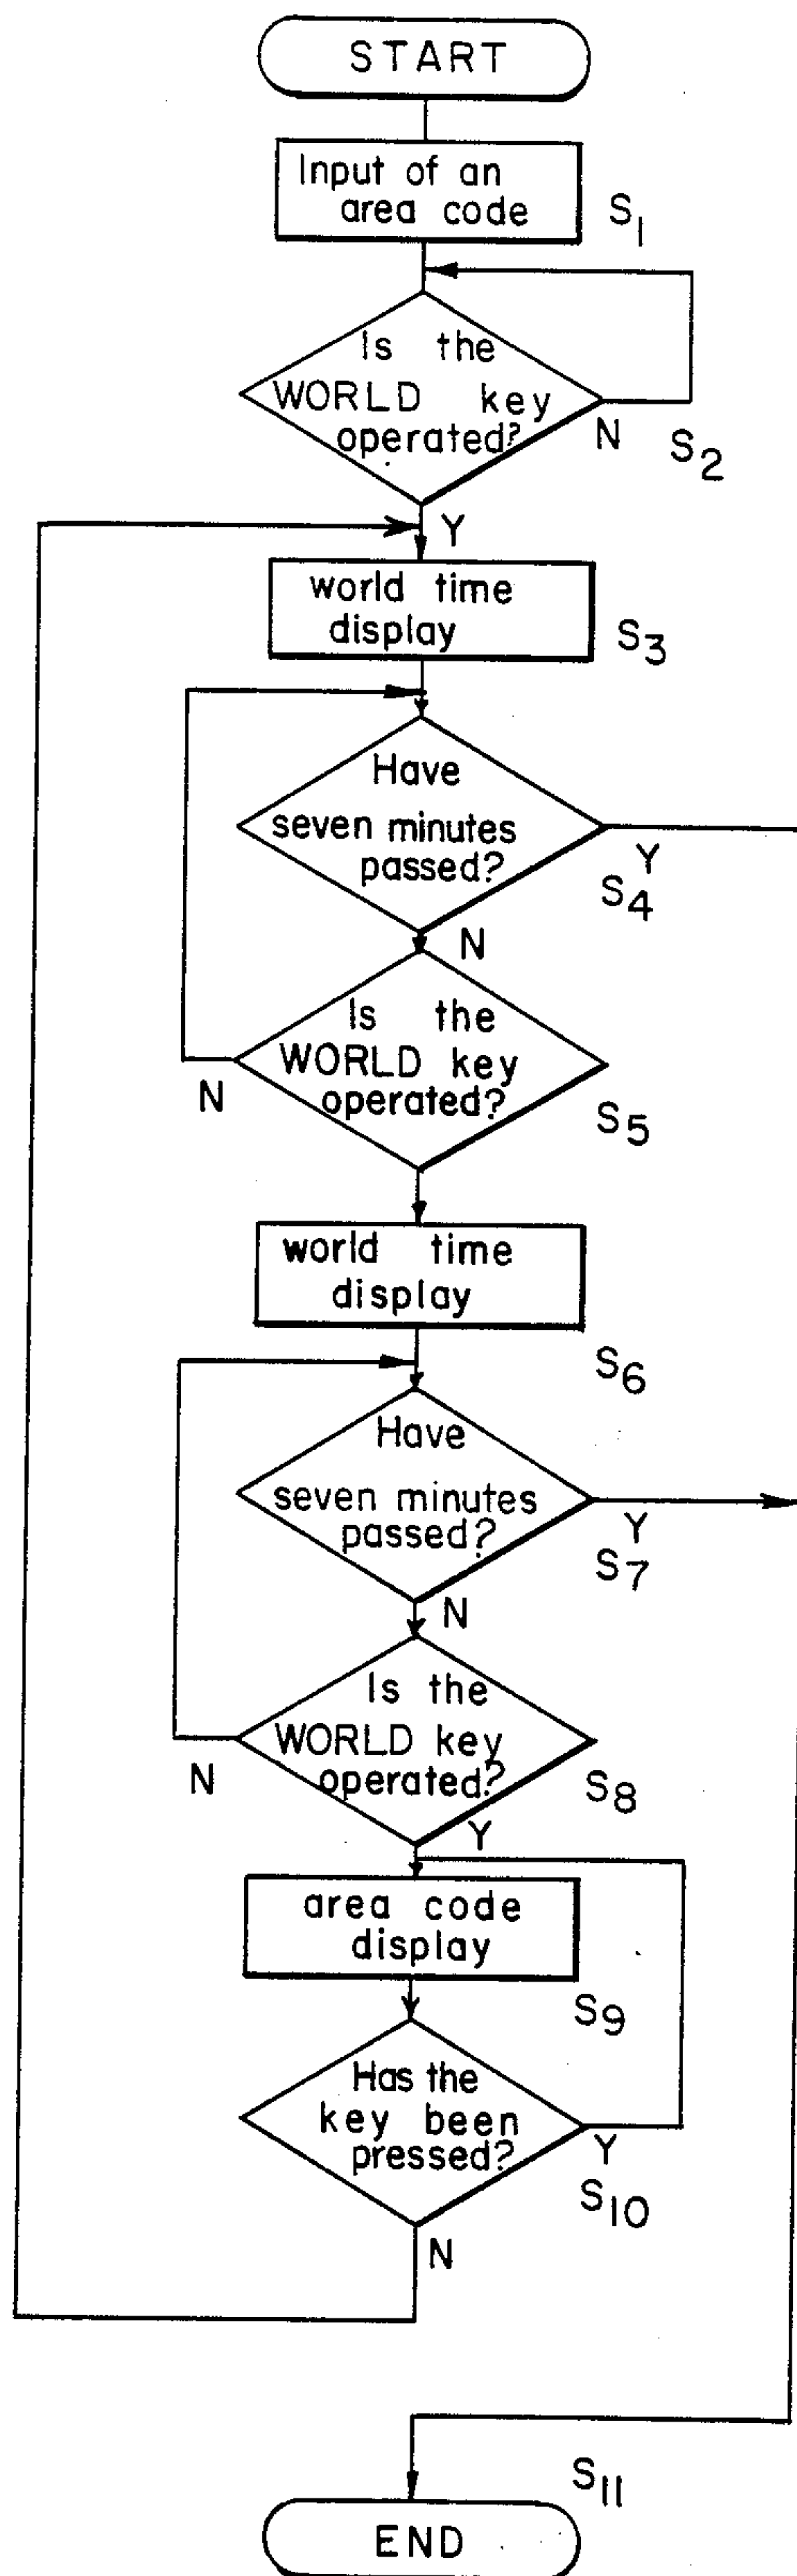 START
Input of an
area code
S1
Is the
WORLD key
operated?
N
S2
Y
world time
display
S3
Have
seven minutes
passed?
Y
S4
N
Is the
WORLD key
operated?
N
S5
world time
display
S6
Have
seven minutes
passed?
Y
S7
N
Is the
WORLD key
operated?
N
S8
Y
area code
display
S9
Has the
key been
pressed?
Y
S10
N
S11
END